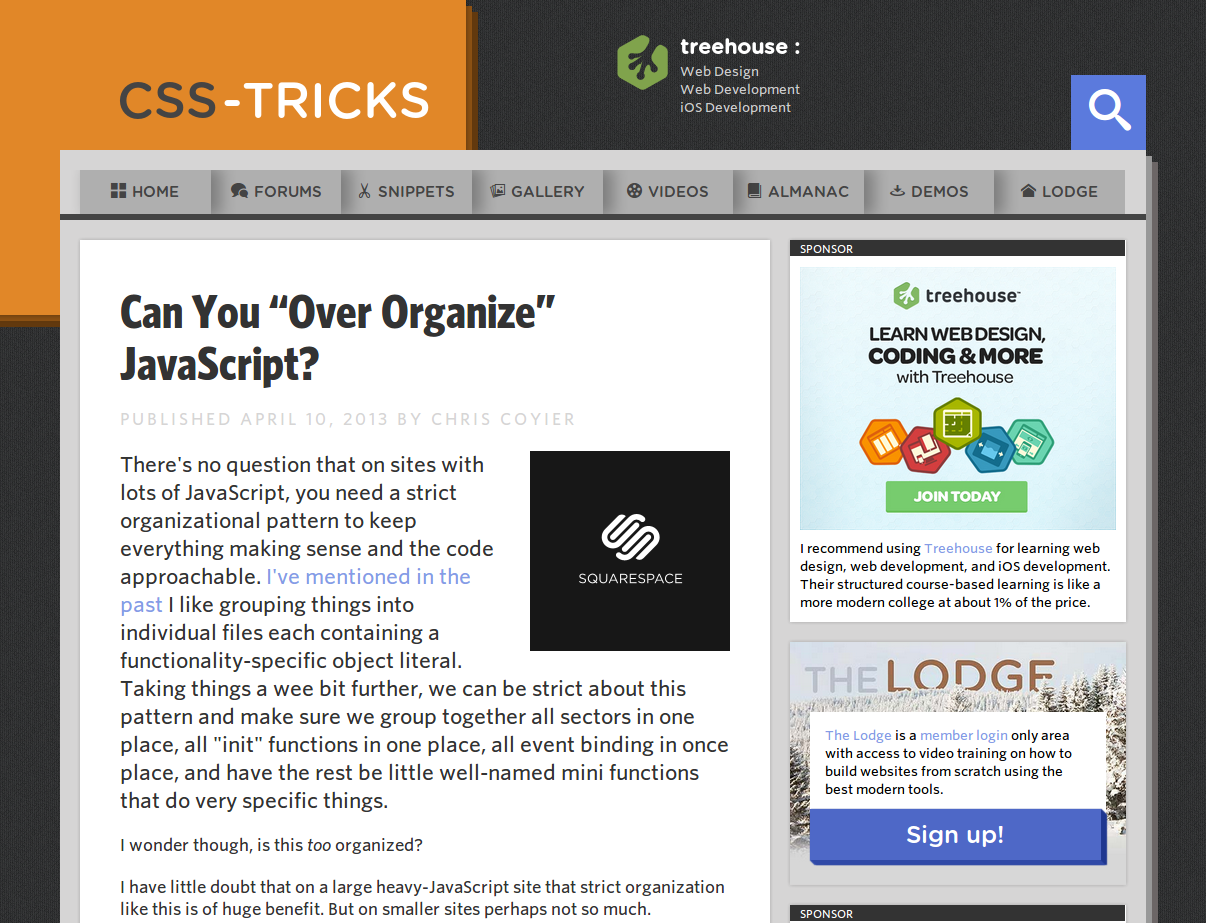 CSS-TRICKS
treehouse :
Web Design
Web Development
iOS Development
HOME FORUMS SNIPPETS GALLERY VIDEOS ALMANAC DEMOS LODGE
Can You “Over Organize”
JavaScript?
PUBLISHED APRIL 10, 2013 BY CHRIS COYIER
There's no question that on sites with
lots of JavaScript, you need a strict
organizational pattern to keep
everything making sense and the code
approachable. I've mentioned in the
past I like grouping things into
individual files each containing a
functionality-specific object literal.
SQUARESPACE
Taking things a wee bit further, we can be strict about this
pattern and make sure we group together all sectors in one
place, all "init" functions in one place, all event binding in once
place, and have the rest be little well-named mini functions
that do very specific things.
I wonder though, is this too organized?
I have little doubt that on a large heavy-JavaScript site that strict organization
like this is of huge benefit. But on smaller sites perhaps not so much.
SPONSOR
treehouse™
LEARN WEB DESIGN,
CODING & MORE
with Treehouse
JOIN TODAY
I recommend using Treehouse for learning web
design, web development, and iOS development.
Their structured course-based learning is like a
more modern college at about 1% of the price.
THE LODGE
The Lodge is a member login only area
with access to video training on how to
build websites from scratch using the
best modern tools.
Sign up!
SPONSOR